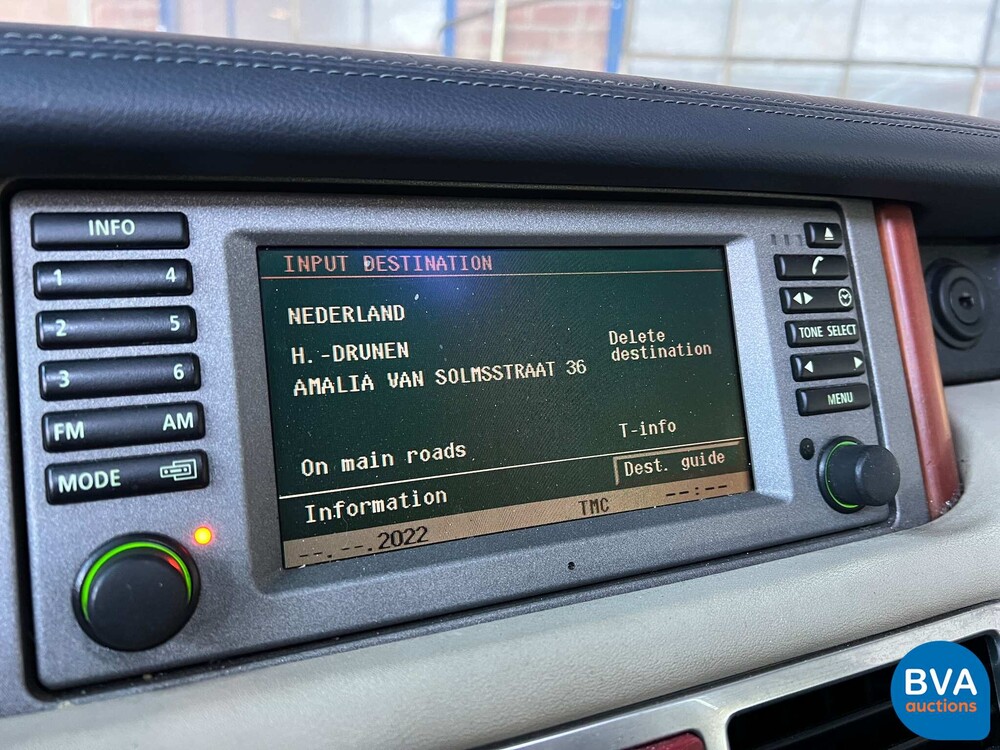 INFO
1 4
2 5
3 6
FM AM
MODE
INPUT DESTINATION
NEDERLAND
H.-DRUNEN
AMALIA VAN SOLMSSTRAAT 36
Delete
destination
On main roads
T-info
Information
Dest. guide
--.--.2022
TMC
--:--
TONE SELECT
MENU
BVA
auctions